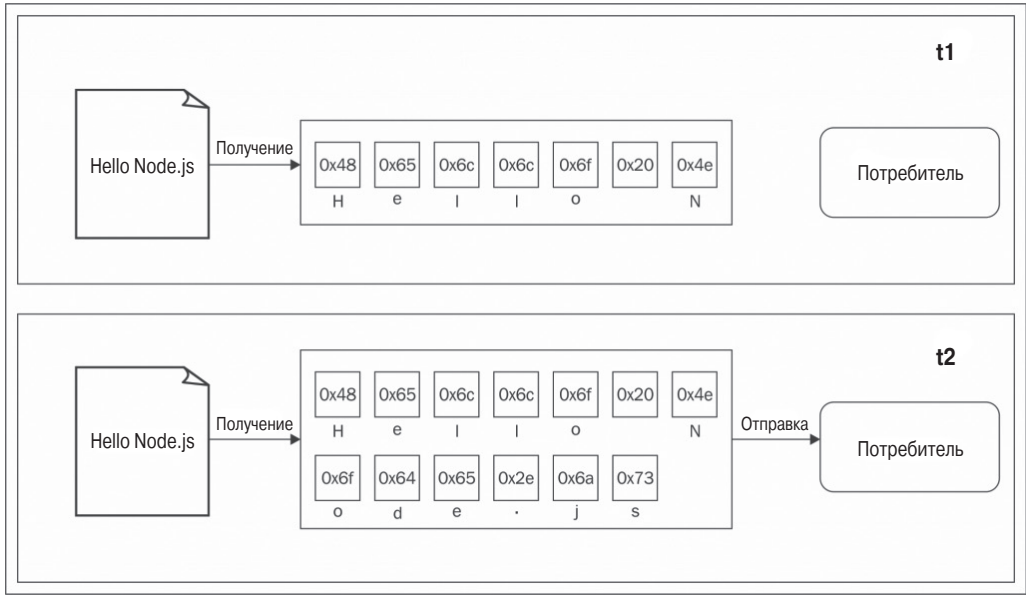 t1
Hello Node.js
Получение
0x48 0x65 0x6c 0x6c 0x6f 0x20 0x4e
H e l l o N
Потребитель
t2
Hello Node.js
Получение
0x48 0x65 0x6c 0x6c 0x6f 0x20 0x4e
H e l l o N
0x6f 0x64 0x65 0x2e 0x6a 0x73
o d e . j s
Отправка
Потребитель